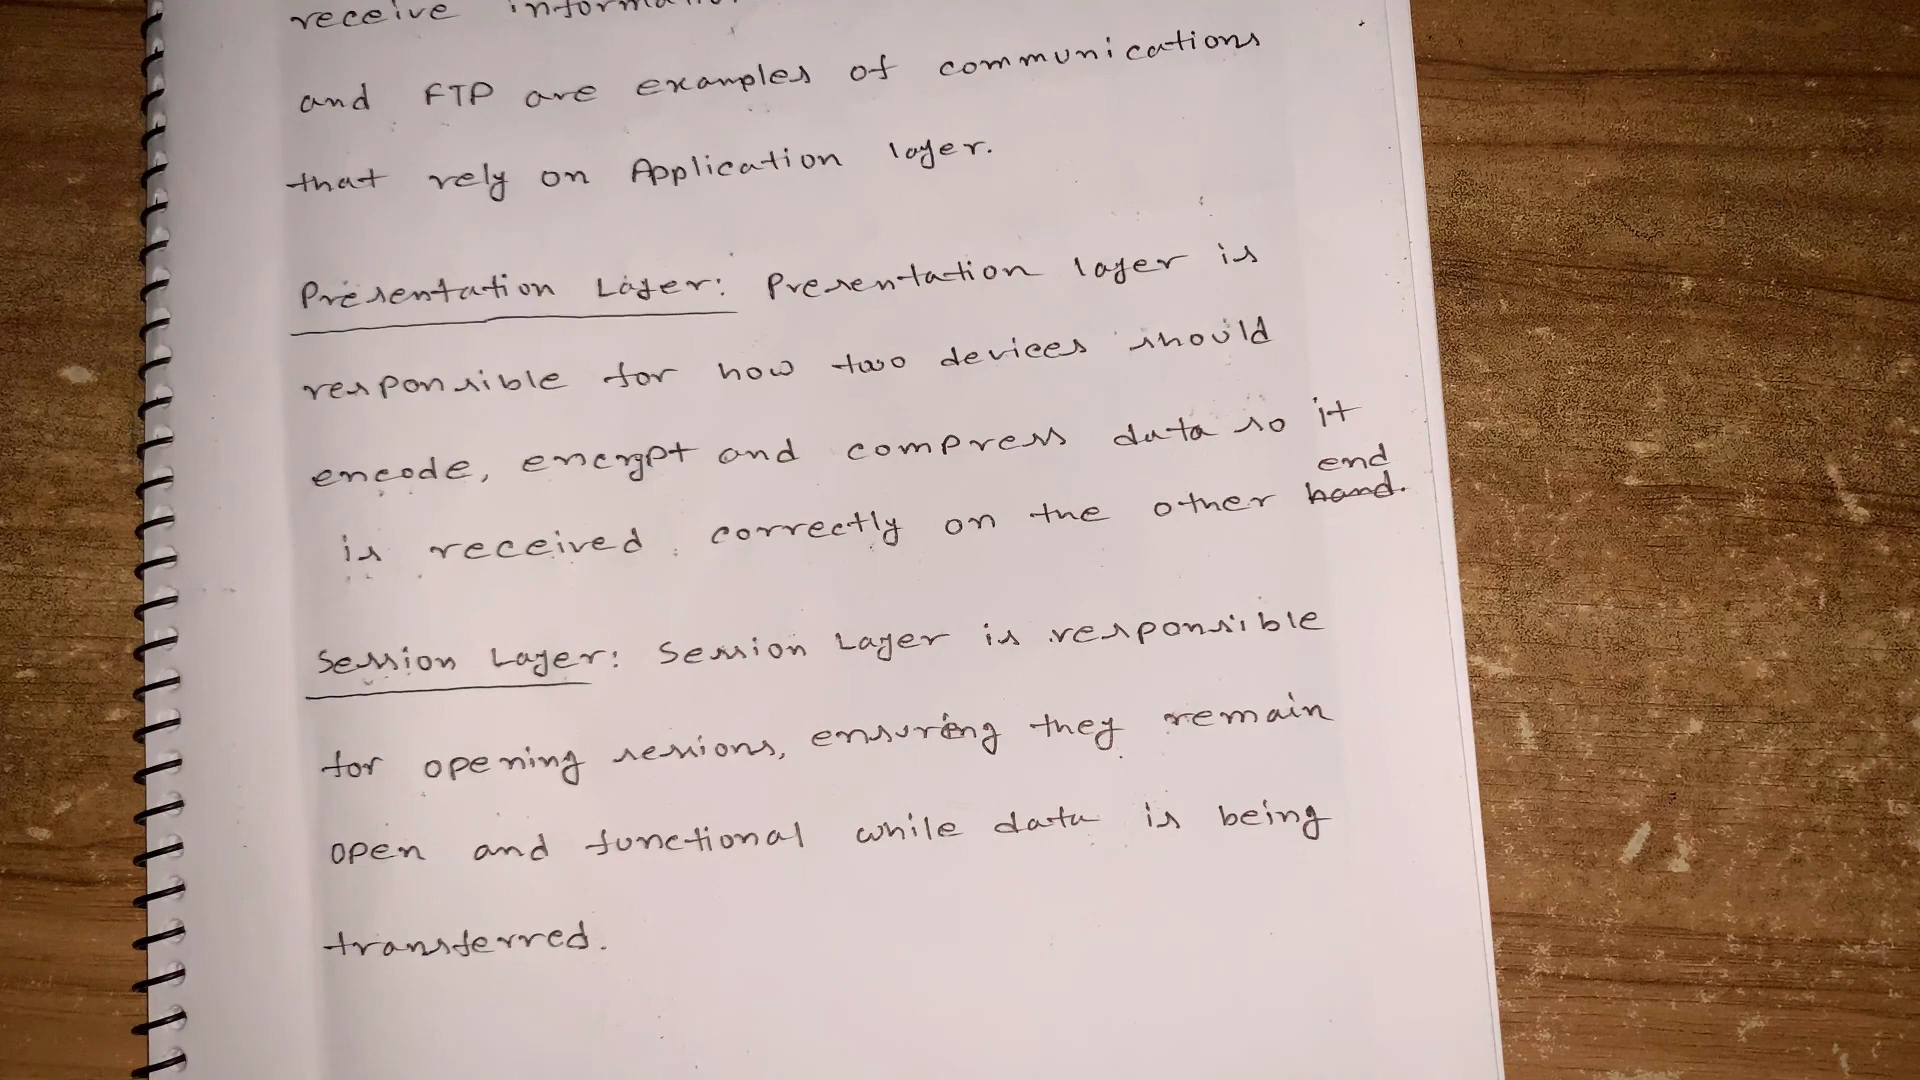 receive
and FTP are examples of communications
that rely on Application layer.
Presentation Layer: Presentation layer is
responsible for how two devices should
encode, encrypt and compress data so it
end
is received correctly on the other hand.
Session Layer: Session Layer is responsible
for opening sessions, ensuring they remain
open and functional while data is being
transferred.